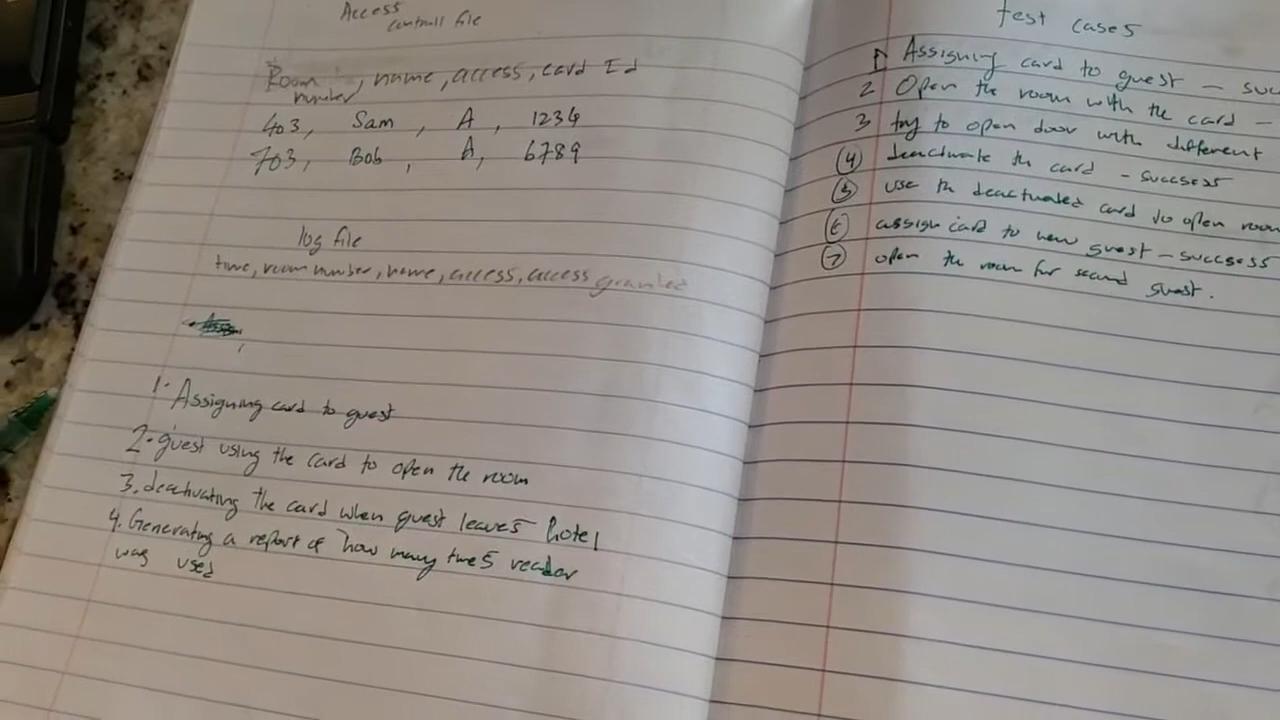 Access
controll file
Room number, name, access, card Id
403, Sam, A, 1234
703, Bob, A, 6789
log file
time, room number, name, access, access granted
1. Assigning card to guest
2. guest using the card to open the room
3. deactivating the card when guest leaves hotel
4. Generating a report of how many times reader
was used
test cases
1 Assigning card to guest - succ
2 Open the room with the card -
3 try to open door with different
4 deactivate the card - success
5 use the deactivated card to open room
6 assign card to new guest - success
7 open the room for second guest.